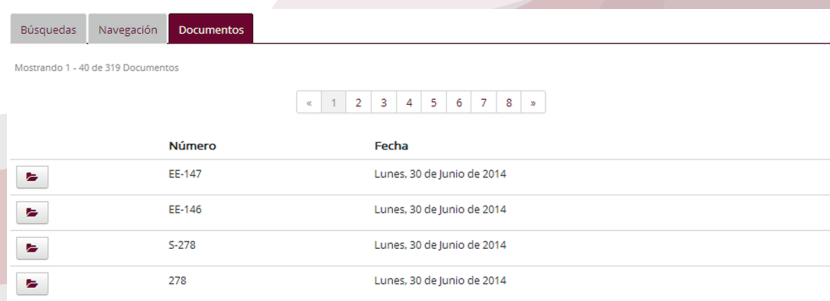 Búsquedas Navegación Documentos
Mostrando 1 - 40 de 319 Documentos
« 1 2 3 4 5 6 7 8 »
Número Fecha
EE-147 Lunes, 30 de Junio de 2014
EE-146 Lunes, 30 de Junio de 2014
S-278 Lunes, 30 de Junio de 2014
278 Lunes, 30 de Junio de 2014